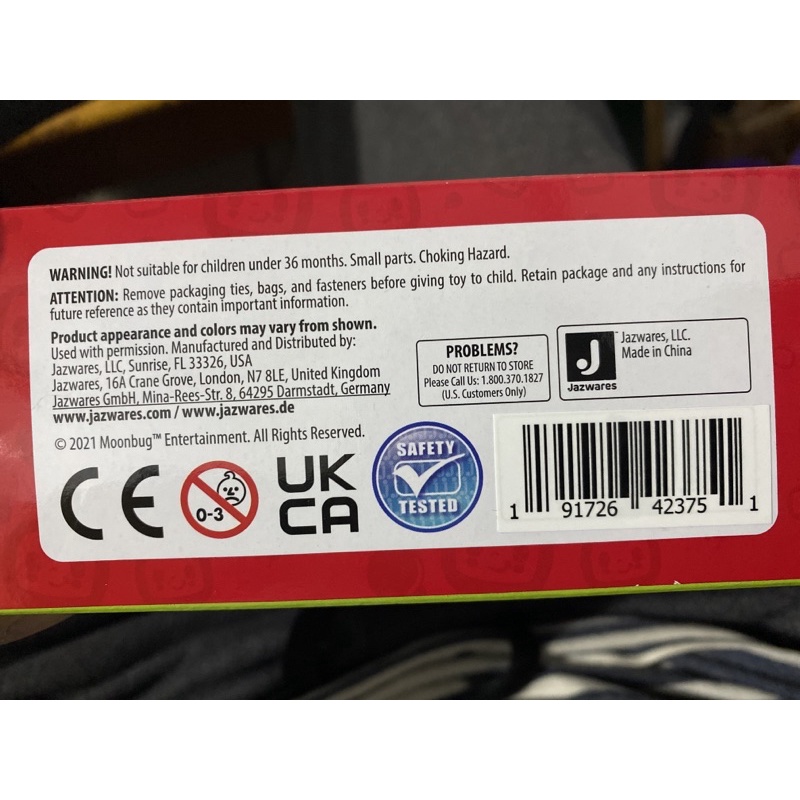 WARNING! Not suitable for children under 36 months. Small parts. Choking Hazard.
ATTENTION: Remove packaging ties, bags, and fasteners before giving toy to child. Retain package and any instructions for
future reference as they contain important information.
Product appearance and colors may vary from shown.
Used with permission. Manufactured and Distributed by:
Jazwares, LLC, Sunrise, FL 33326, USA
Jazwares, 16A Crane Grove, London, N7 8LE, United Kingdom
Jazwares GmbH, Mina-Rees-Str. 8, 64295 Darmstadt, Germany
www.jazwares.com / www.jazwares.de
© 2021 Moonbug™ Entertainment. All Rights Reserved.
PROBLEMS?
DO NOT RETURN TO STORE
Please Call Us: 1.800.370.1827
(U.S. Customers Only)
J™
Jazwares
Jazwares, LLC.
Made in China
CE
0-3
UK
CA
SAFETY
TESTED
1 91726 42375 1